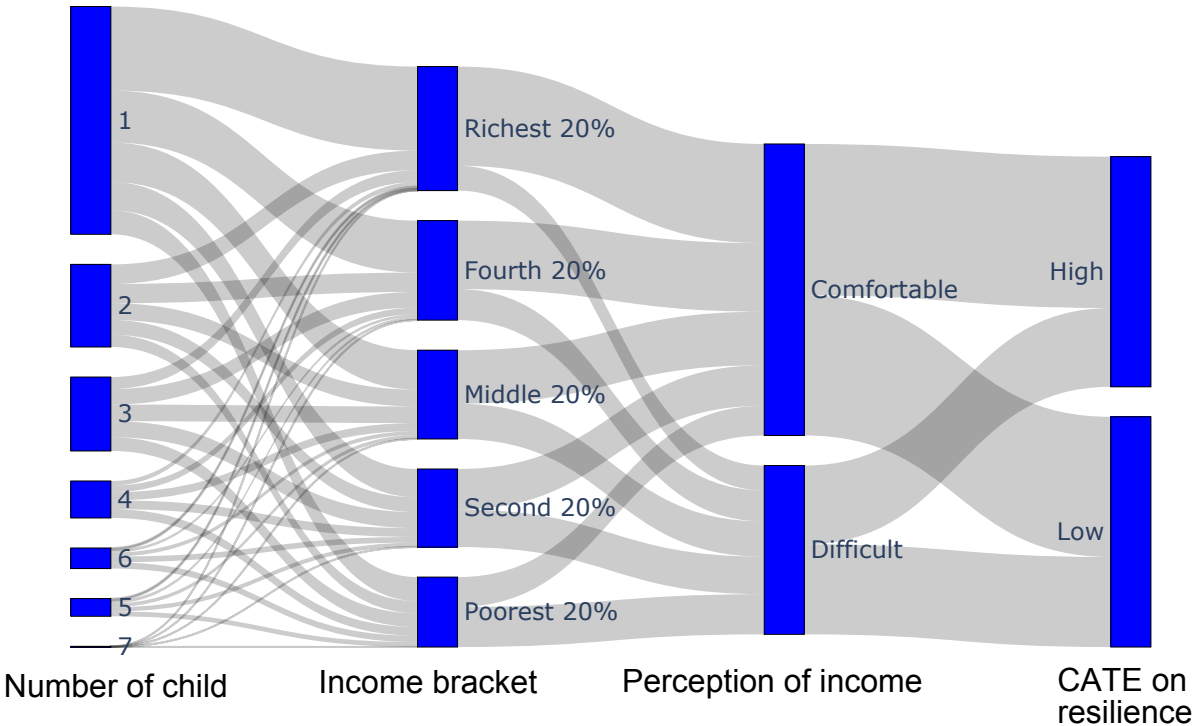 1
2
3
4
6
5
7
Richest 20%
Fourth 20%
Middle 20%
Second 20%
Poorest 20%
Comfortable
Difficult
High
Low
Number of child
Income bracket
Perception of income
CATE on
resilience